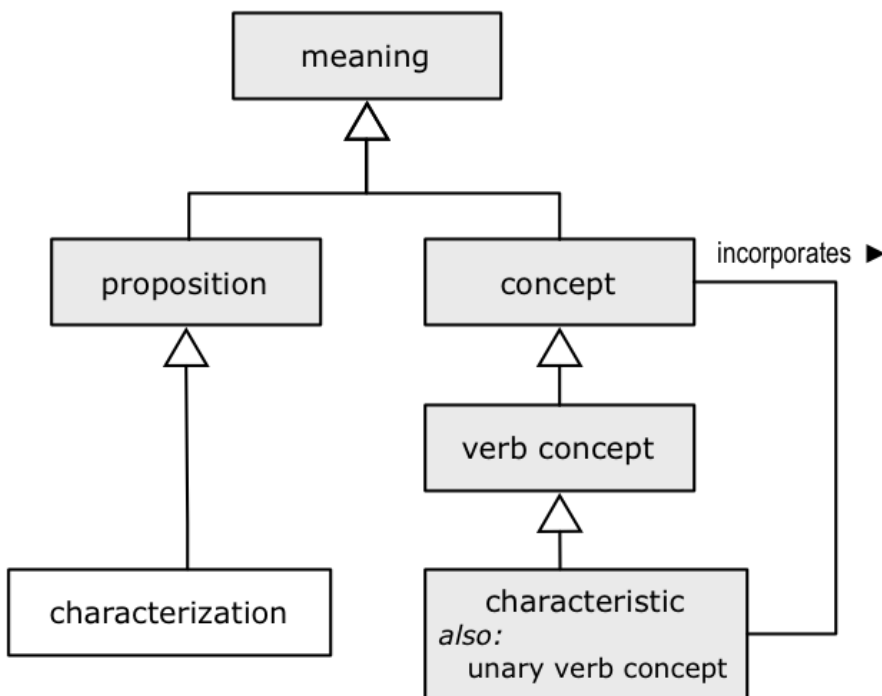 meaning
proposition
concept
incorporates ►
verb concept
characterization
characteristic
also:
unary verb concept